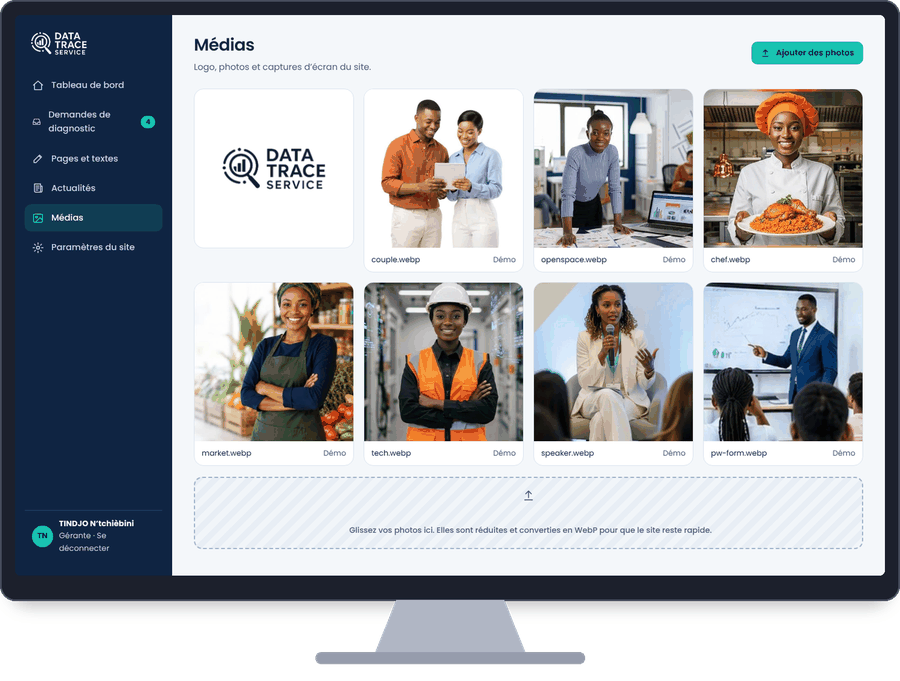 DATA
TRACE
SERVICE
Tableau de bord
Demandes de
diagnostic
4
Pages et textes
Actualités
Médias
Paramètres du site
TINDJO N'tchièbini
TN
Gérante · Se
déconnecter
Médias
Logo, photos et captures d'écran du site.
Ajouter des photos
DATA
TRACE
SERVICE
couple.webp Démo
openspace.webp Démo
chef.webp Démo
market.webp Démo
tech.webp Démo
speaker.webp Démo
pw-form.webp Démo
Glissez vos photos ici. Elles sont réduites et converties en WebP pour que le site reste rapide.